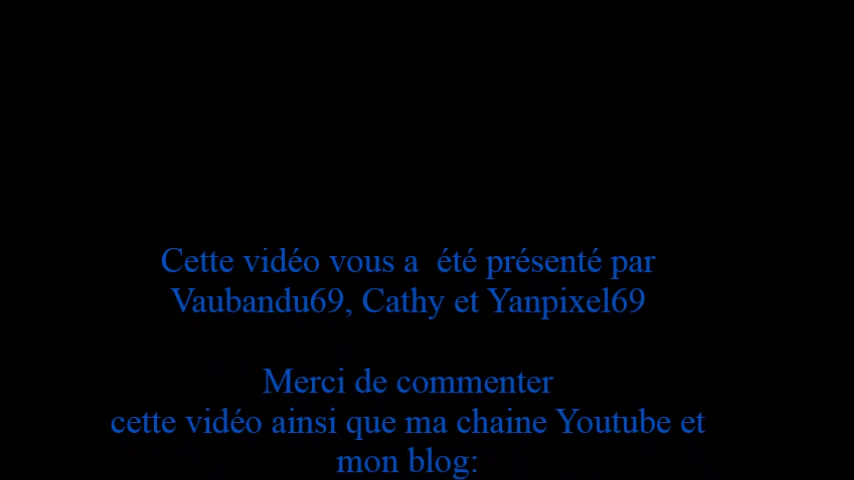 Cette vidéo vous a  été présenté par
Vaubandu69, Cathy et Yanpixel69
Merci de commenter
cette vidéo ainsi que ma chaine Youtube et
mon blog: